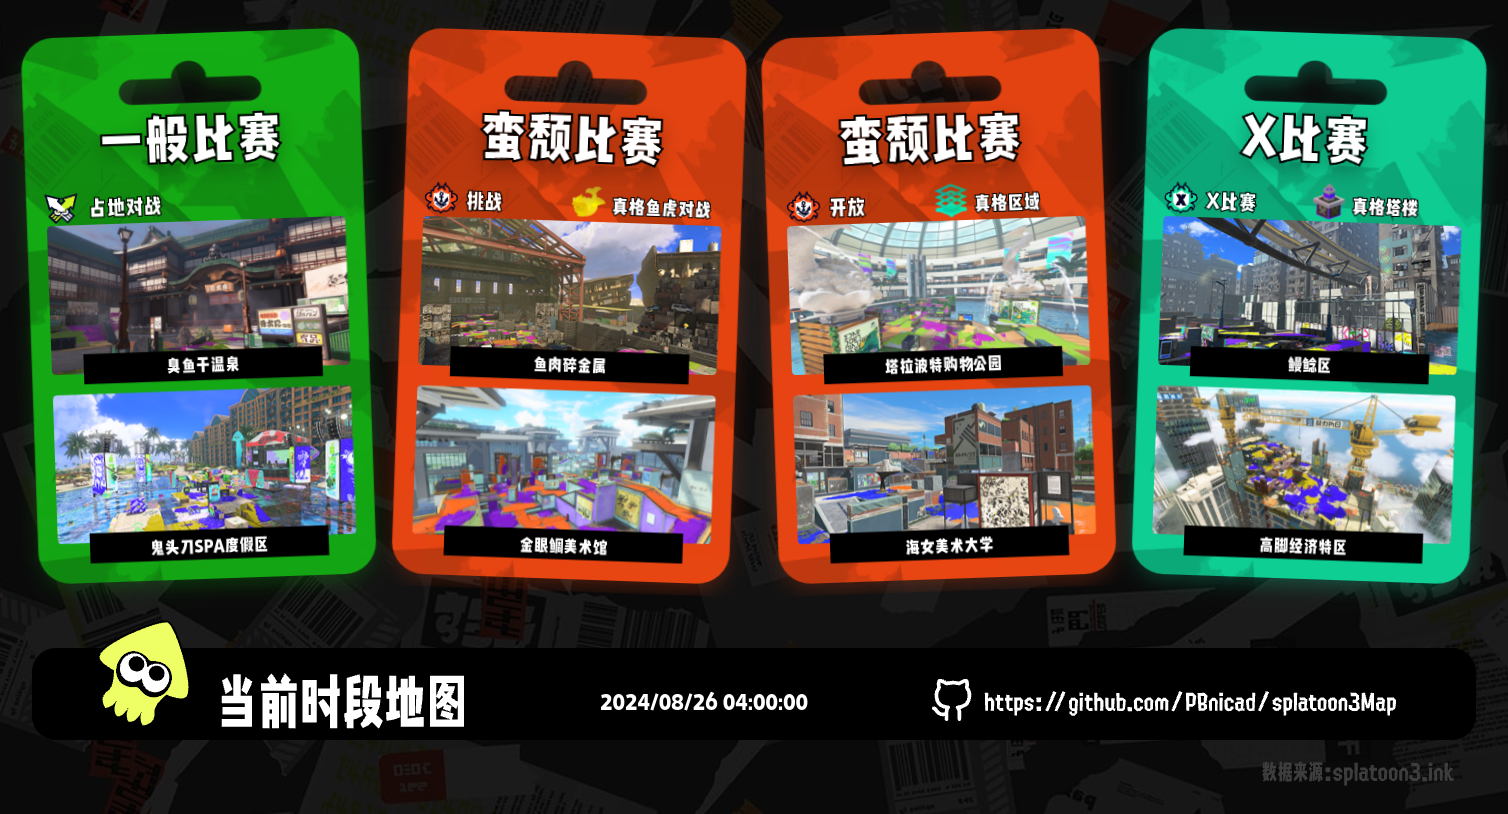 一般比赛
占地对战
臭鱼干温泉
鬼头刀SPA度假区
蛮颓比赛
挑战
真格鱼虎对战
鱼肉碎金属
金眼鲷美术馆
蛮颓比赛
开放
真格区域
塔拉波特购物公园
海女美术大学
X比赛
X比赛
真格塔楼
鳗鲶区
高脚经济特区
当前时段地图
2024/08/26 04:00:00
https://github.com/PBnicad/splatoon3Map
数据来源:splatoon3.ink